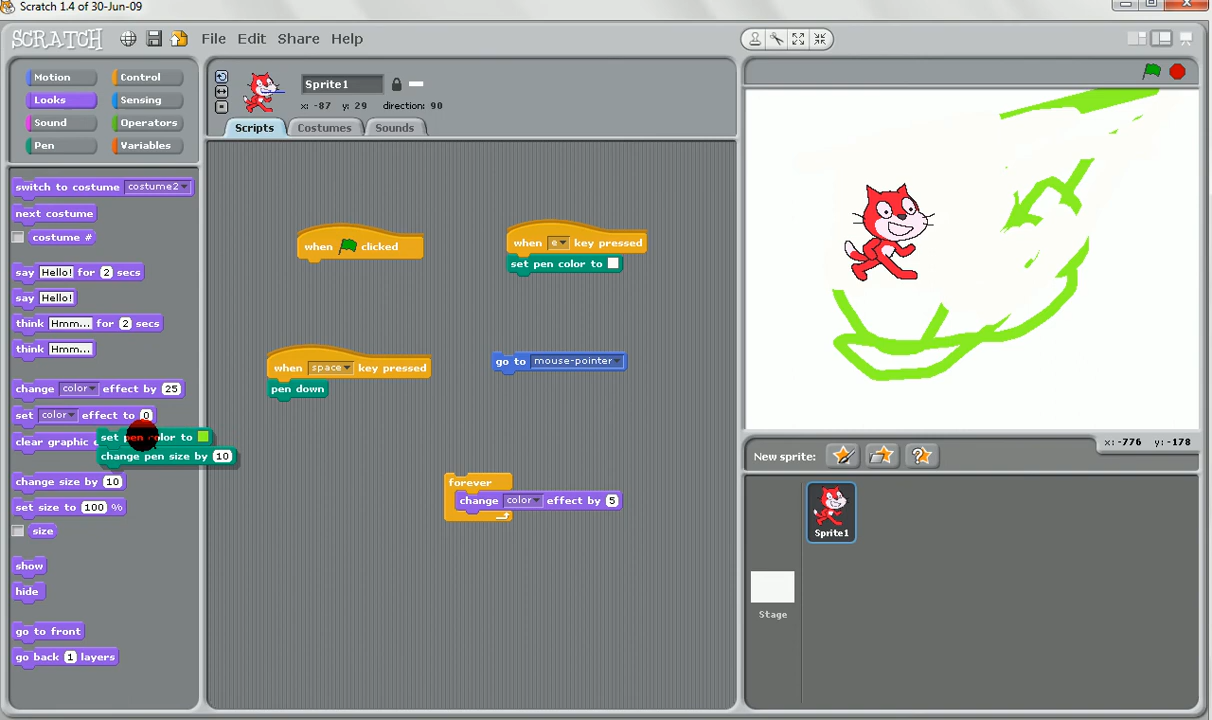 Scratch 1.4 of 30-Jun-09
SCRATCH File Edit Share Help
Motion Control
Looks Sensing
Sound Operators
Pen Variables
Sprite1
x: -87 y: 29 direction: 90
Scripts Costumes Sounds
switch to costume costume2
next costume
costume #
say Hello! for 2 secs
say Hello!
think Hmm... for 2 secs
think Hmm...
change color effect by 25
set color effect to 0
clear graphic
change size by 10
set size to 100 %
size
show
hide
go to front
go back 1 layers
set pen color to
change pen size by 10
when clicked
when e key pressed
set pen color to
when space key pressed
pen down
go to mouse-pointer
forever
change color effect by 5
x: -776 y: -178
New sprite:
Sprite1
Stage